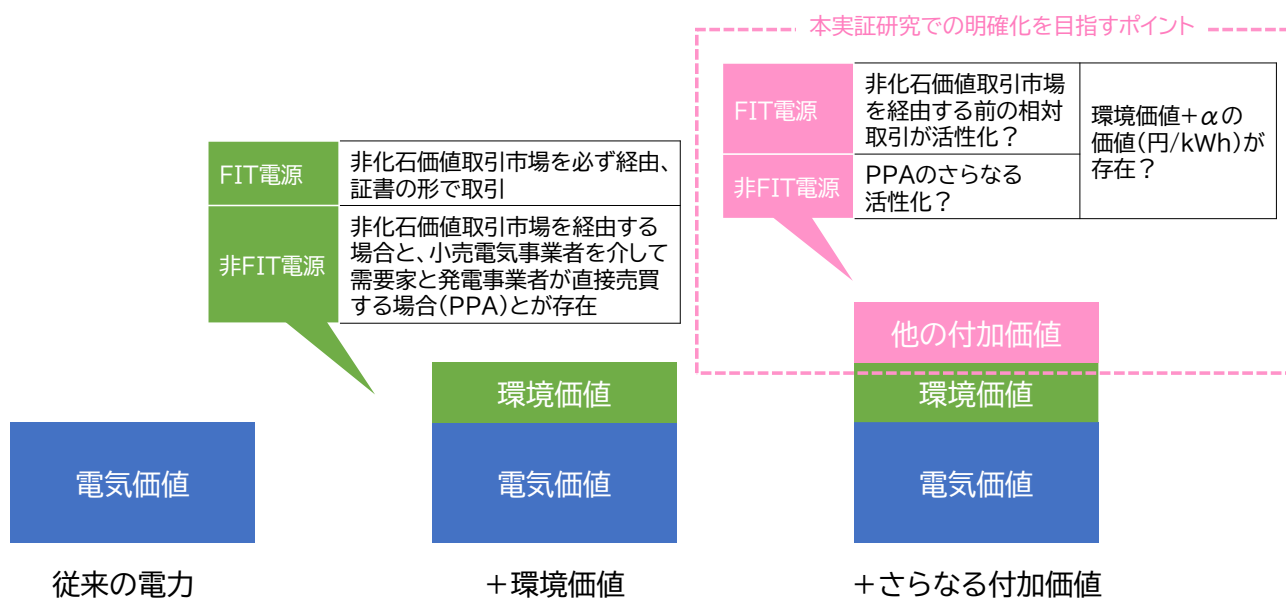 本実証研究での明確化を目指すポイント
FIT電源
非化石価値取引市場
を経由する前の相対
取引が活性化？
環境価値+αの
価値(円/kWh)が
存在？
非FIT電源
PPAのさらなる
活性化？
FIT電源
非化石価値取引市場を必ず経由、
証書の形で取引
非FIT電源
非化石価値取引市場を経由する
場合と、小売電気事業者を介して
需要家と発電事業者が直接売買
する場合(PPA)とが存在
他の付加価値
環境価値
環境価値
電気価値
電気価値
電気価値
従来の電力
＋環境価値
＋さらなる付加価値